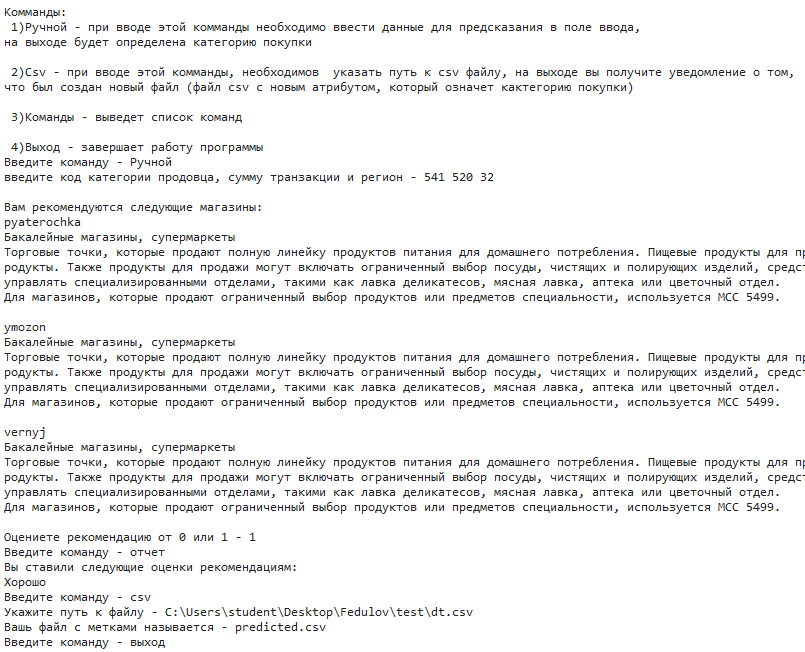 Комманды:
1)Ручной - при вводе этой комманды необходимо ввести данные для предсказания в поле ввода,
на выходе будет определена категорию покупки
2)Csv - при вводе этой комманды, необходимов указать путь к csv файлу, на выходе вы получите уведомление о том,
что был создан новый файл (файл csv с новым атрибутом, который означет кактегорию покупки)
3)Команды - выведет список команд
4)Выход - завершает работу программы
Введите команду - Ручной
введите код категории продовца, сумму транзакции и регион - 541 520 32
Вам рекомендуются следующие магазины:
pyaterochka
Бакалейные магазины, супермаркеты
Торговые точки, которые продают полную линейку продуктов питания для домашнего потребления. Пищевые продукты для пр
родукты. Также продукты для продажи могут включать ограниченный выбор посуды, чистящих и полирующих изделий, средст
управлять специализированными отделами, такими как лавка деликатесов, мясная лавка, аптека или цветочный отдел.
Для магазинов, которые продают ограниченный выбор продуктов или предметов специальности, используется MCC 5499.
ymozon
Бакалейные магазины, супермаркеты
Торговые точки, которые продают полную линейку продуктов питания для домашнего потребления. Пищевые продукты для пр
родукты. Также продукты для продажи могут включать ограниченный выбор посуды, чистящих и полирующих изделий, средст
управлять специализированными отделами, такими как лавка деликатесов, мясная лавка, аптека или цветочный отдел.
Для магазинов, которые продают ограниченный выбор продуктов или предметов специальности, используется MCC 5499.
vernyj
Бакалейные магазины, супермаркеты
Торговые точки, которые продают полную линейку продуктов питания для домашнего потребления. Пищевые продукты для пр
родукты. Также продукты для продажи могут включать ограниченный выбор посуды, чистящих и полирующих изделий, средст
управлять специализированными отделами, такими как лавка деликатесов, мясная лавка, аптека или цветочный отдел.
Для магазинов, которые продают ограниченный выбор продуктов или предметов специальности, используется MCC 5499.
Оцениете рекомендацию от 0 или 1 - 1
Введите команду - отчет
Вы ставили следующие оценки рекомендациям:
Хорошо
Введите команду - csv
Укажите путь к файлу - C:\Users\student\Desktop\Fedulov\test\dt.csv
Вашь файл с метками называется - predicted.csv
Введите команду - выход